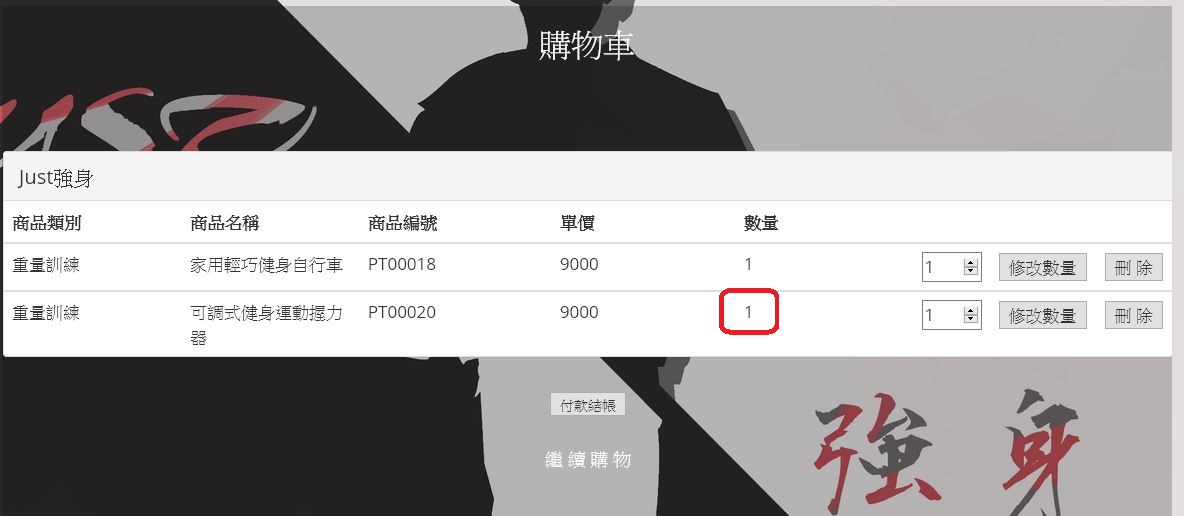 購物車
Just強身
商品類別 商品名稱 商品編號 單價 數量
重量訓練 家用輕巧健身自行車 PT00018 9000 1 1 修改數量 刪 除
重量訓練 可調式健身運動握力 PT00020 9000 1 1 修改數量 刪 除
器
付款結帳
繼 續 購 物
強 身